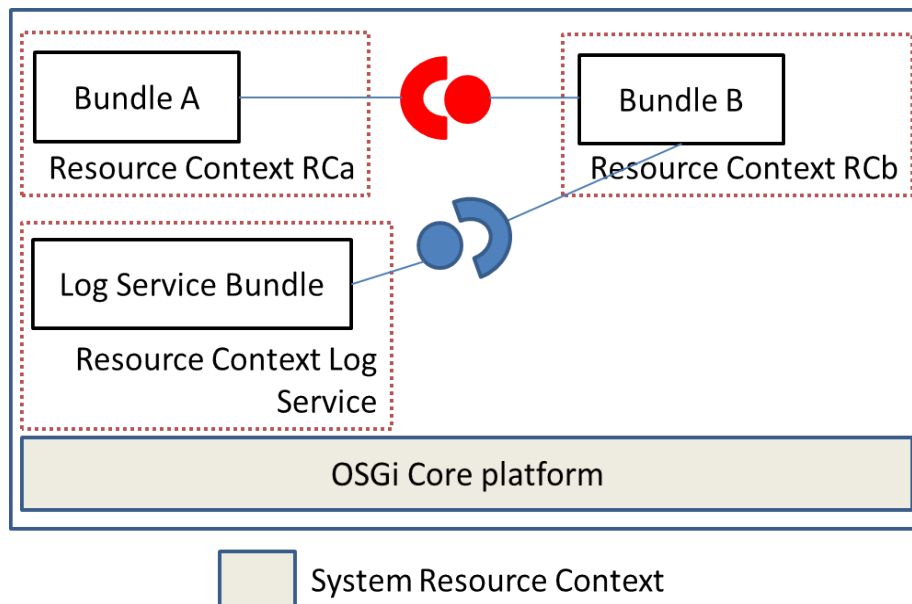 Bundle A
Bundle B
Resource Context RCa
Resource Context RCb
Log Service Bundle
Resource Context Log
Service
OSGi Core platform
System Resource Context